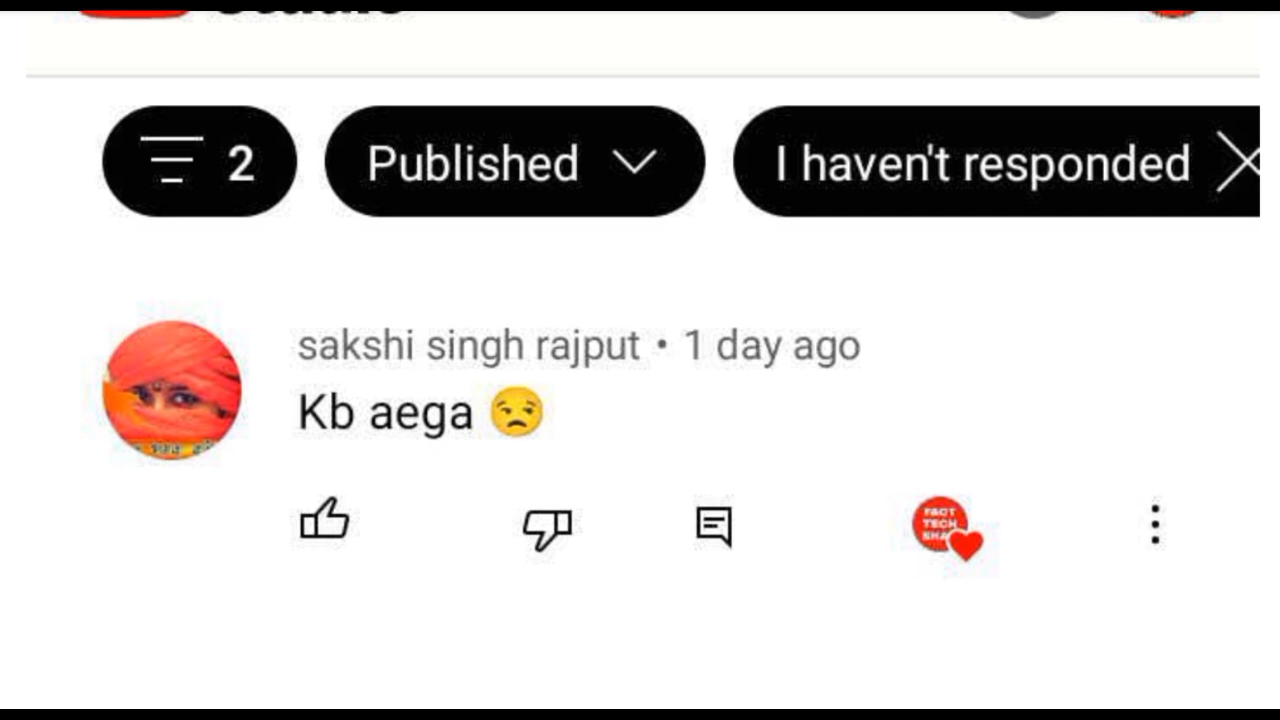 2
Published
I haven't responded
sakshi singh rajput • 1 day ago
Kb aega 😒
FACT
TECH